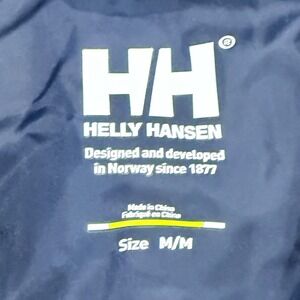 HH®
HELLY HANSEN
Designed and developed
in Norway since 1877
Made in China
Fabriqué en Chine
Size M/M